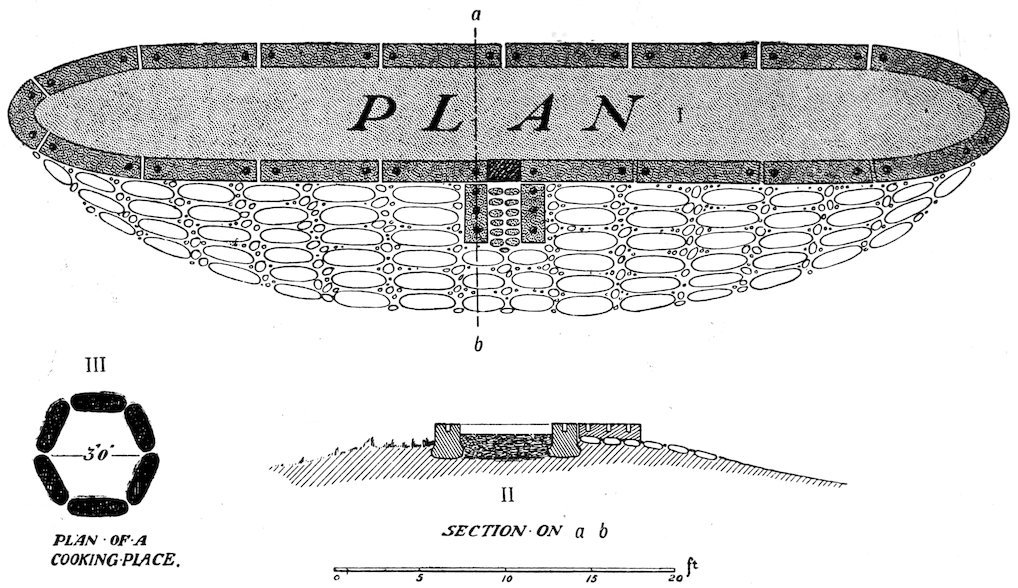 a
PLAN I
b
III
3'0"
PLAN · OF · A
COOKING · PLACE.
II
SECTION · ON a b
0 5 10 15 20 ft